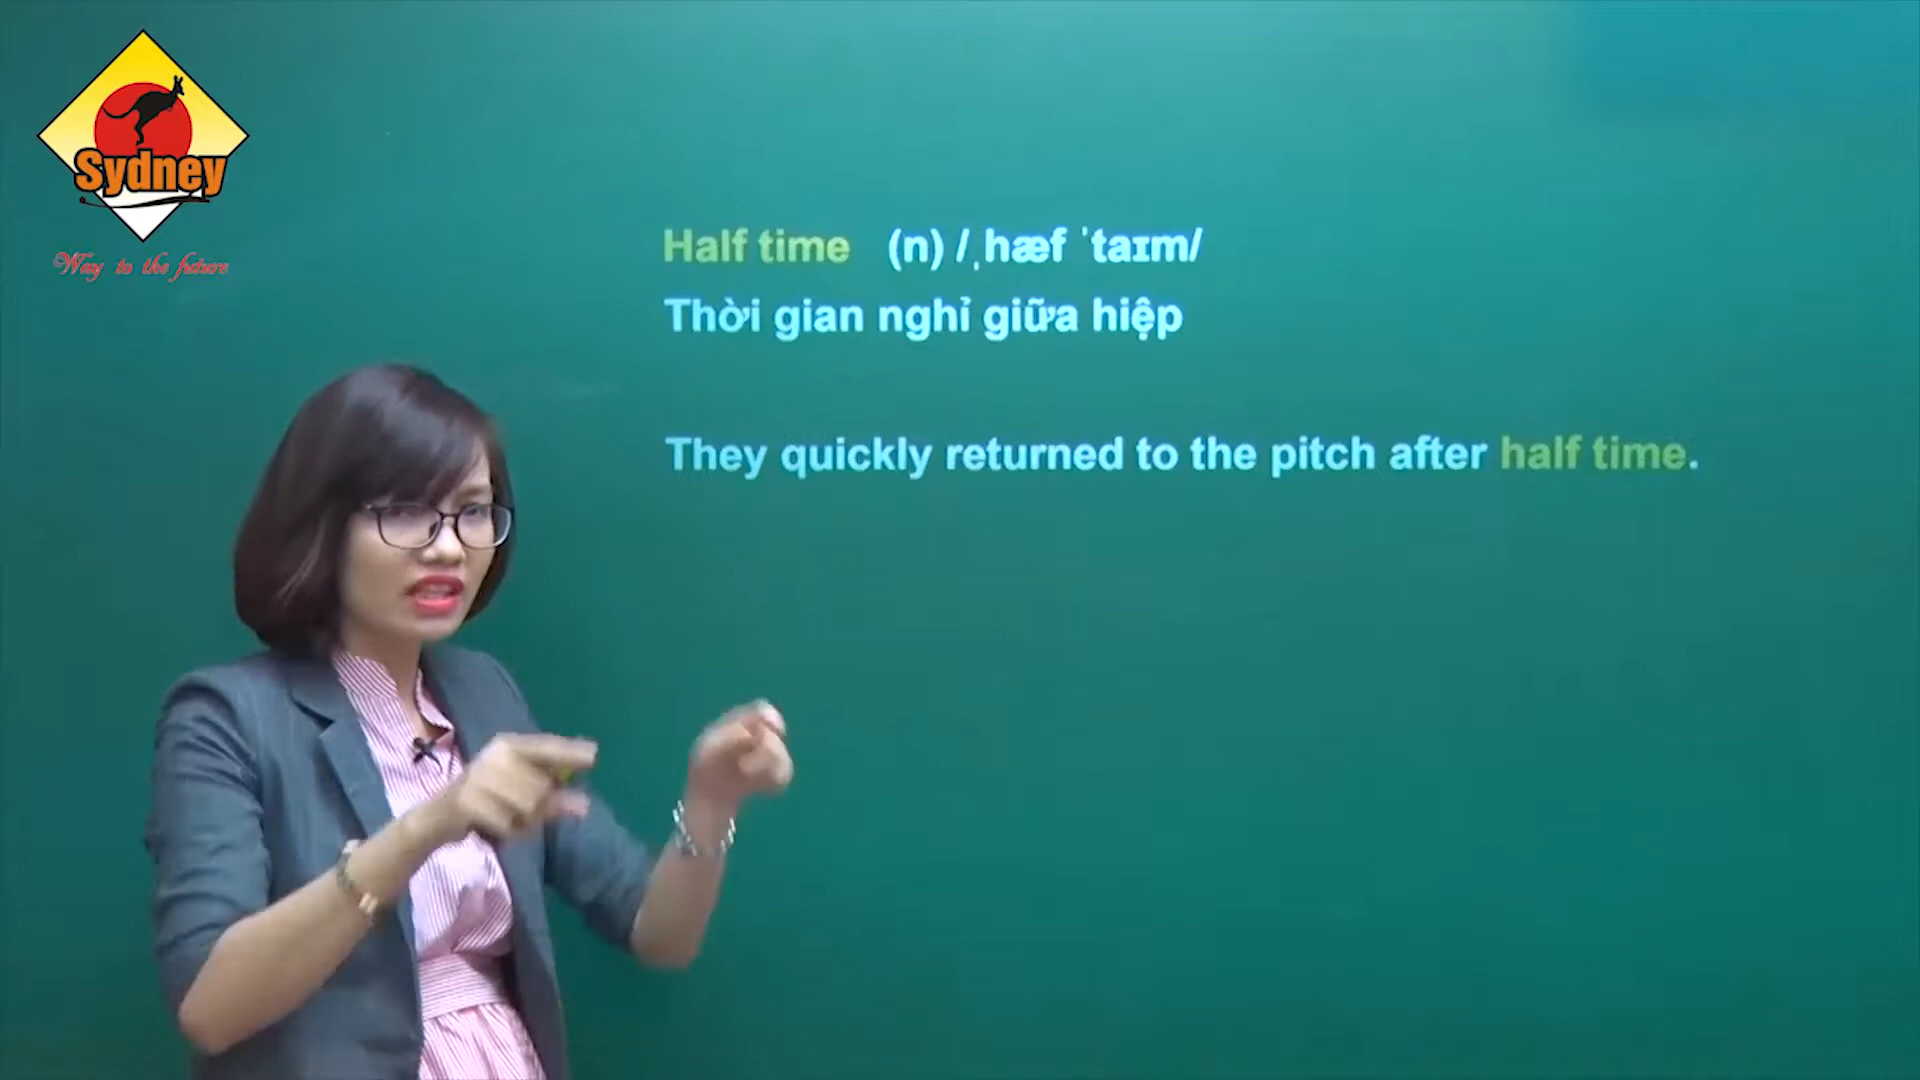 Sydney
Way to the future
Half time (n) /ˌhæf ˈtaɪm/
Thời gian nghỉ giữa hiệp
They quickly returned to the pitch after half time.